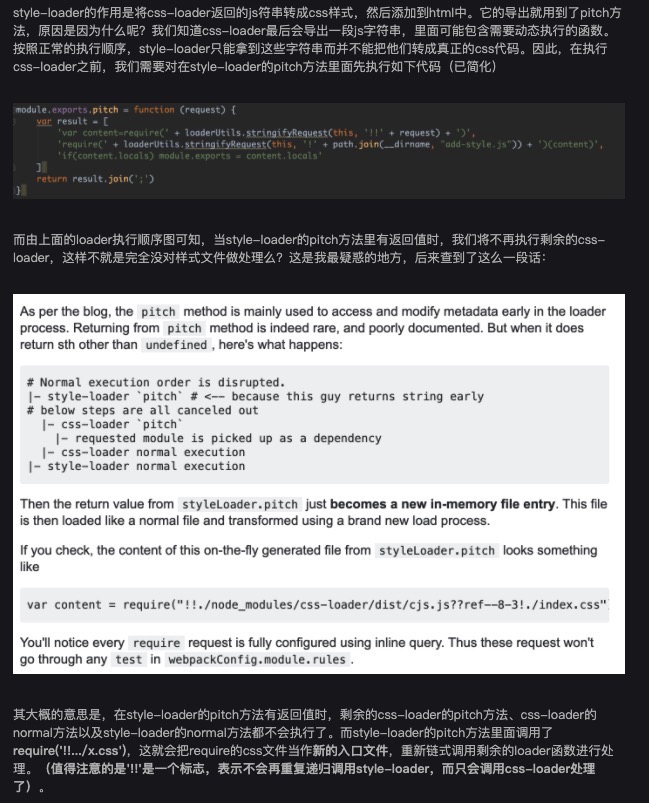 style-loader的作用是将css-loader返回的js符串转成css样式，然后添加到html中。它的导出就用到了pitch方
法，原因是因为什么呢？我们知道css-loader最后会导出一段js字符串，里面可能包含需要动态执行的函数。
按照正常的执行顺序，style-loader只能拿到这些字符串而并不能把他们转成真正的css代码。因此，在执行
css-loader之前，我们需要对在style-loader的pitch方法里面先执行如下代码（已简化）
module.exports.pitch = function (request) {
var result = [
'var content=require(' + loaderUtils.stringifyRequest(this, '!!' + request) + ')',
'require(' + loaderUtils.stringifyRequest(this, '!' + path.join(__dirname, "add-style.js")) + ')(content)',
'if(content.locals) module.exports = content.locals'
]
return result.join(';')
}
而由上面的loader执行顺序图可知，当style-loader的pitch方法里有返回值时，我们将不再执行剩余的css-
loader，这样不就是完全没对样式文件做处理么？这是我最疑惑的地方，后来查到了这么一段话：
As per the blog, the pitch method is mainly used to access and modify metadata early in the loader
process. Returning from pitch method is indeed rare, and poorly documented. But when it does
return sth other than undefined , here's what happens:
# Normal execution order is disrupted.
|- style-loader `pitch` # <-- because this guy returns string early
# below steps are all canceled out
|- css-loader `pitch`
|- requested module is picked up as a dependency
|- css-loader normal execution
|- style-loader normal execution
Then the return value from styleLoader.pitch just becomes a new in-memory file entry. This file
is then loaded like a normal file and transformed using a brand new load process.
If you check, the content of this on-the-fly generated file from styleLoader.pitch looks something
like
var content = require("!!./node_modules/css-loader/dist/cjs.js??ref--8-3!./index.css"
You'll notice every require request is fully configured using inline query. Thus these request won't
go through any test in webpackConfig.module.rules .
其大概的意思是，在style-loader的pitch方法有返回值时，剩余的css-loader的pitch方法、css-loader的
normal方法以及style-loader的normal方法都不会执行了。而style-loader的pitch方法里面调用了
require('!!.../x.css')，这就会把require的css文件当作新的入口文件，重新链式调用剩余的loader函数进行处
理。（值得注意的是'!!'是一个标志，表示不会再重复递归调用style-loader，而只会调用css-loader处理
了）。